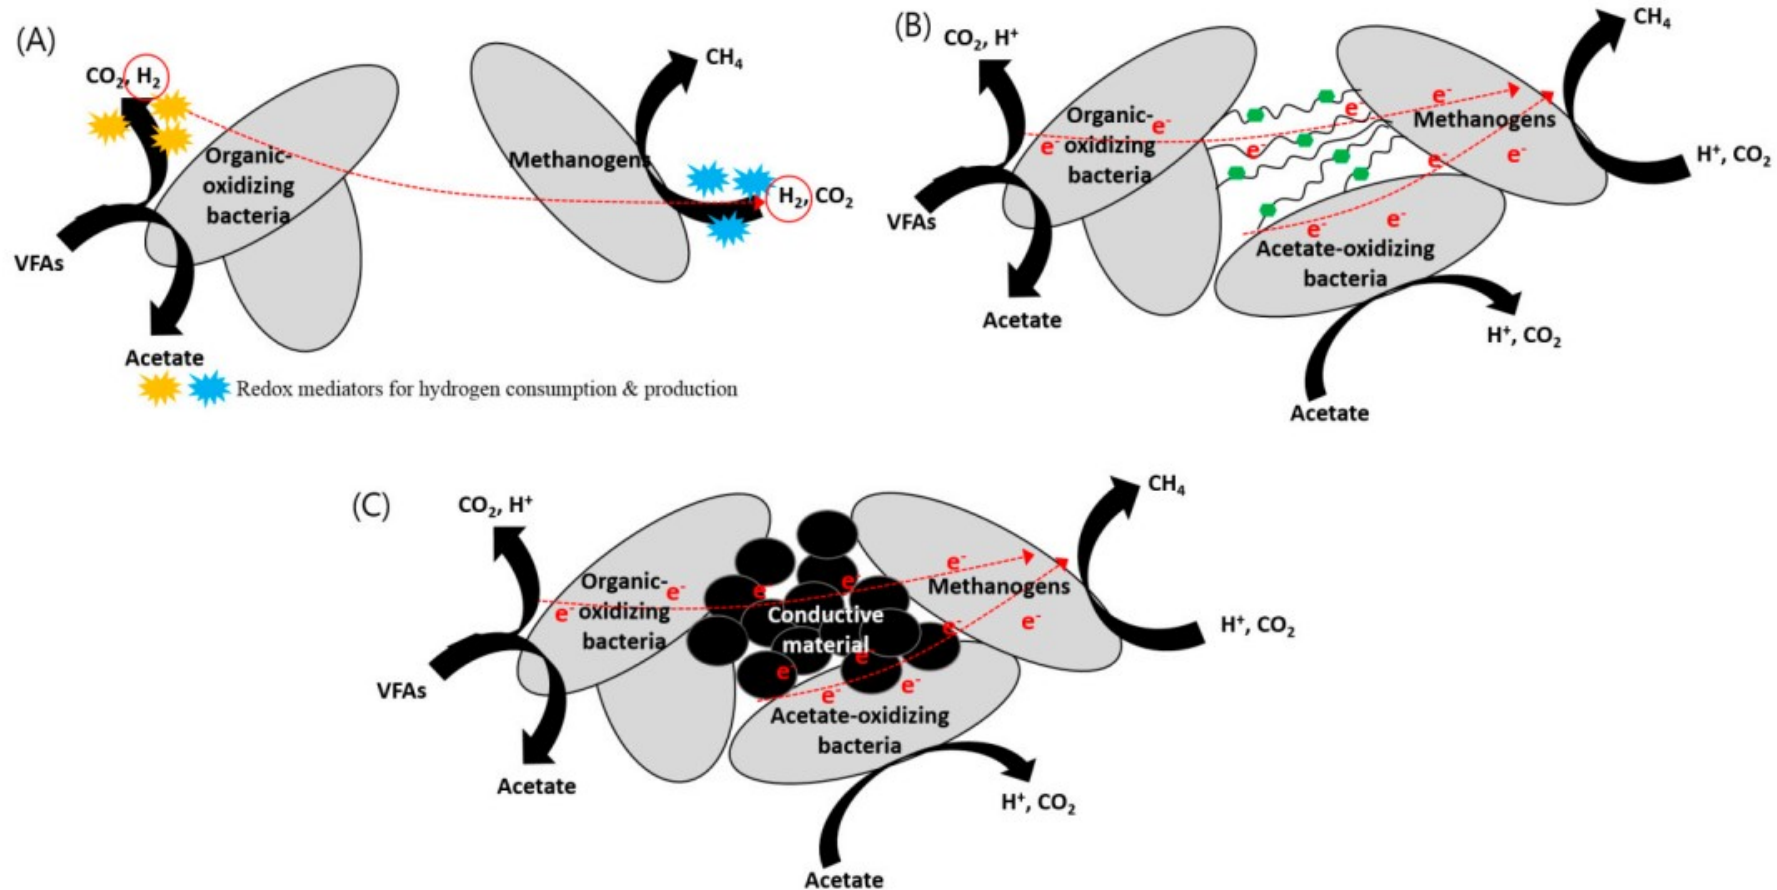 (A)
CO₂, H₂
Organic-
oxidizing
bacteria
VFAs
Acetate
Methanogens
CH₄
H₂, CO₂
Redox mediators for hydrogen consumption & production
(B)
CO₂, H⁺
Organic-
oxidizing
bacteria
e⁻
e⁻
e⁻
e⁻
VFAs
Acetate
CH₄
e⁻
Methanogens
e⁻
e⁻
H⁺, CO₂
e⁻
e⁻
Acetate-oxidizing
bacteria
H⁺, CO₂
Acetate
(C)
CO₂, H⁺
Organic-
oxidizing
bacteria
e⁻
e⁻
e⁻
e⁻
VFAs
Acetate
Conductive
material
e⁻
e⁻
CH₄
e⁻
Methanogens
e⁻
e⁻
H⁺, CO₂
e⁻
e⁻
Acetate-oxidizing
bacteria
H⁺, CO₂
Acetate